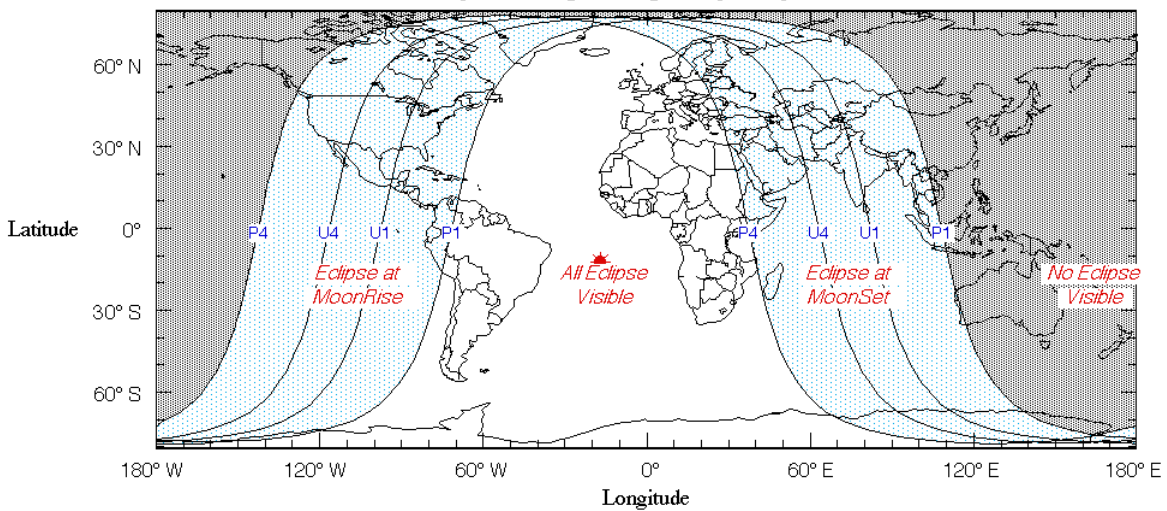 60° N
30° N
Latitude
0°
30° S
60° S
P4
U4
U1
P1
P4
U4
U1
P1
Eclipse at
MoonRise
All Eclipse
Visible
Eclipse at
MoonSet
No Eclipse
Visible
180° W
120° W
60° W
0°
60° E
120° E
180° E
Longitude